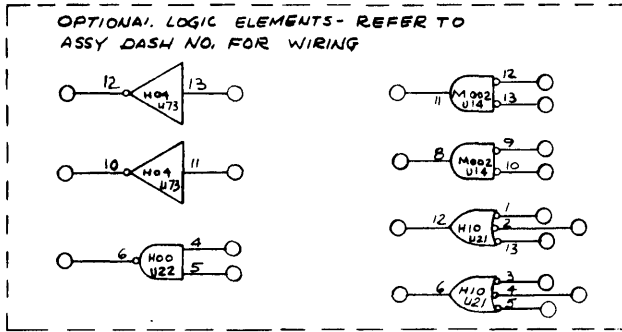 OPTIONAL LOGIC ELEMENTS- REFER TO
ASSY DASH NO. FOR WIRING
12 H04 U73 13
10 H04 U73 11
6 H00 U22 4 5
11 M002 U14 12 13
8 M002 U14 9 10
12 H10 U21 1 2 13
6 H10 U21 3 4 5